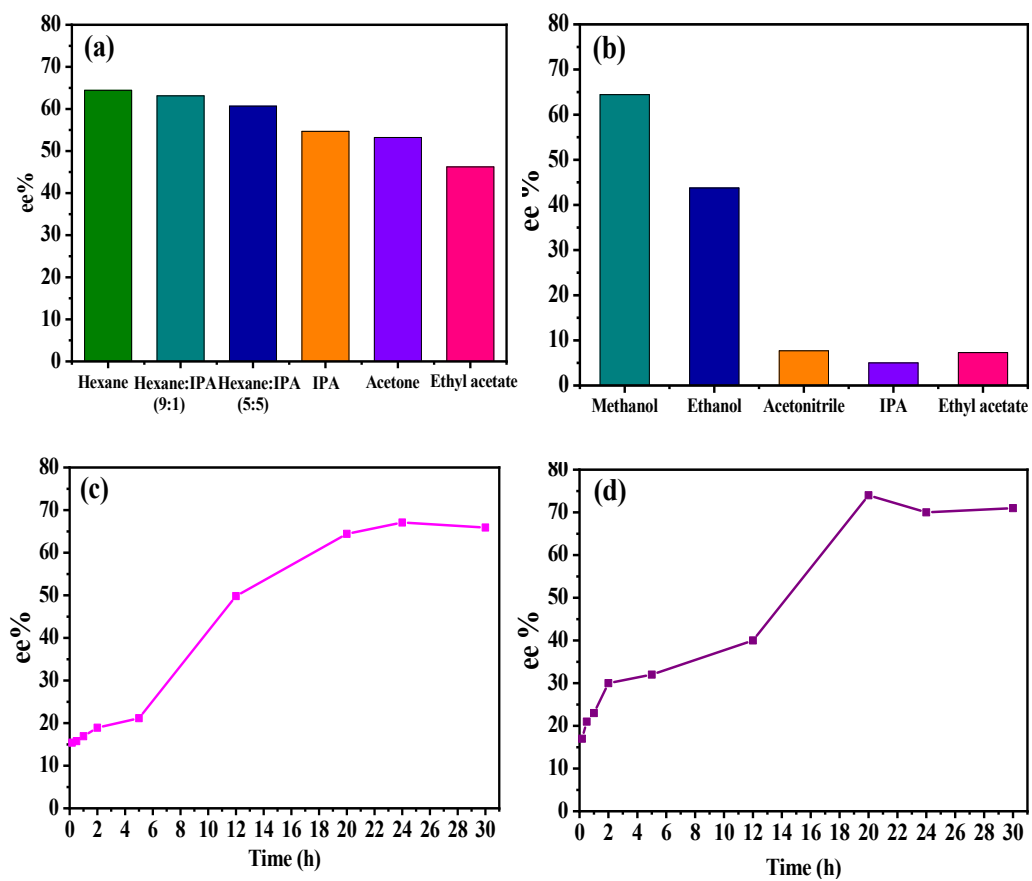 (a)
ee%
80
70
60
50
40
30
20
10
0
Hexane Hexane:IPA Hexane:IPA IPA Acetone Ethyl acetate
(9:1) (5:5)
(b)
ee %
80
70
60
50
40
30
20
10
0
Methanol Ethanol Acetonitrile IPA Ethyl acetate
(c)
ee%
80
70
60
50
40
30
20
10
0
0 2 4 6 8 10 12 14 16 18 20 22 24 26 28 30
Time (h)
(d)
ee %
80
70
60
50
40
30
20
10
0
0 2 4 6 8 10 12 14 16 18 20 22 24 26 28 30
Time (h)